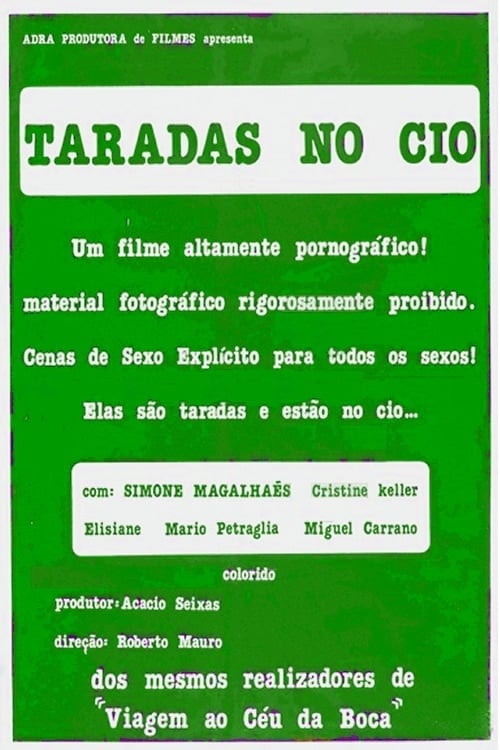 ADRA PRODUTORA de FILMES apresenta
TARADAS NO CIO
Um filme altamente pornográfico!
material fotográfico rigorosamente proibido.
Cenas de Sexo Explícito para todos os sexos!
Elas são taradas e estão no cio...
com: SIMONE MAGALHAẼS Cristine keller
Elisiane Mario Petraglia Miguel Carrano
colorido
produtor: Acacio Seixas
direção: Roberto Mauro
dos mesmos realizadores de
"Viagem ao Céu da Boca"